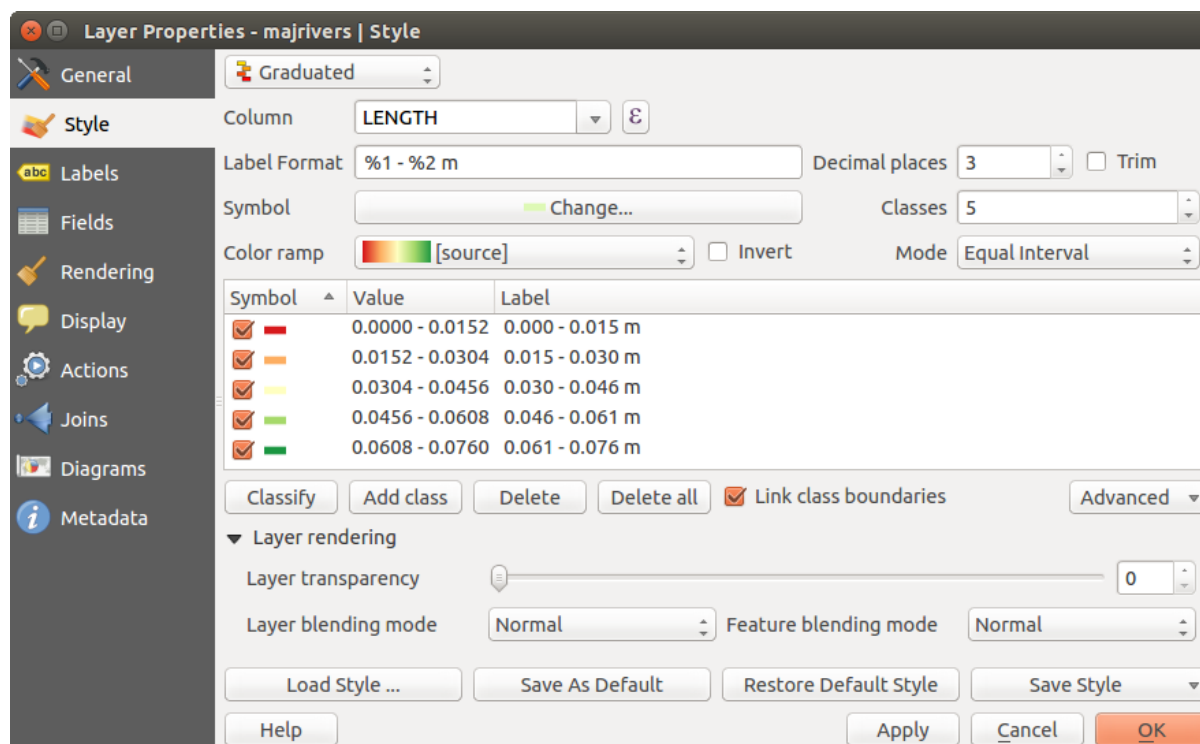 Layer Properties - majrivers | Style
General
Style
Labels
Fields
Rendering
Display
Actions
Joins
Diagrams
Metadata
Graduated
Column LENGTH ε
Label Format %1 - %2 m Decimal places 3 Trim
Symbol Change... Classes 5
Color ramp [source] Invert Mode Equal Interval
Symbol Value Label
0.0000 - 0.0152 0.000 - 0.015 m
0.0152 - 0.0304 0.015 - 0.030 m
0.0304 - 0.0456 0.030 - 0.046 m
0.0456 - 0.0608 0.046 - 0.061 m
0.0608 - 0.0760 0.061 - 0.076 m
Classify Add class Delete Delete all Link class boundaries Advanced
Layer rendering
Layer transparency 0
Layer blending mode Normal Feature blending mode Normal
Load Style ... Save As Default Restore Default Style Save Style
Help Apply Cancel OK
abc